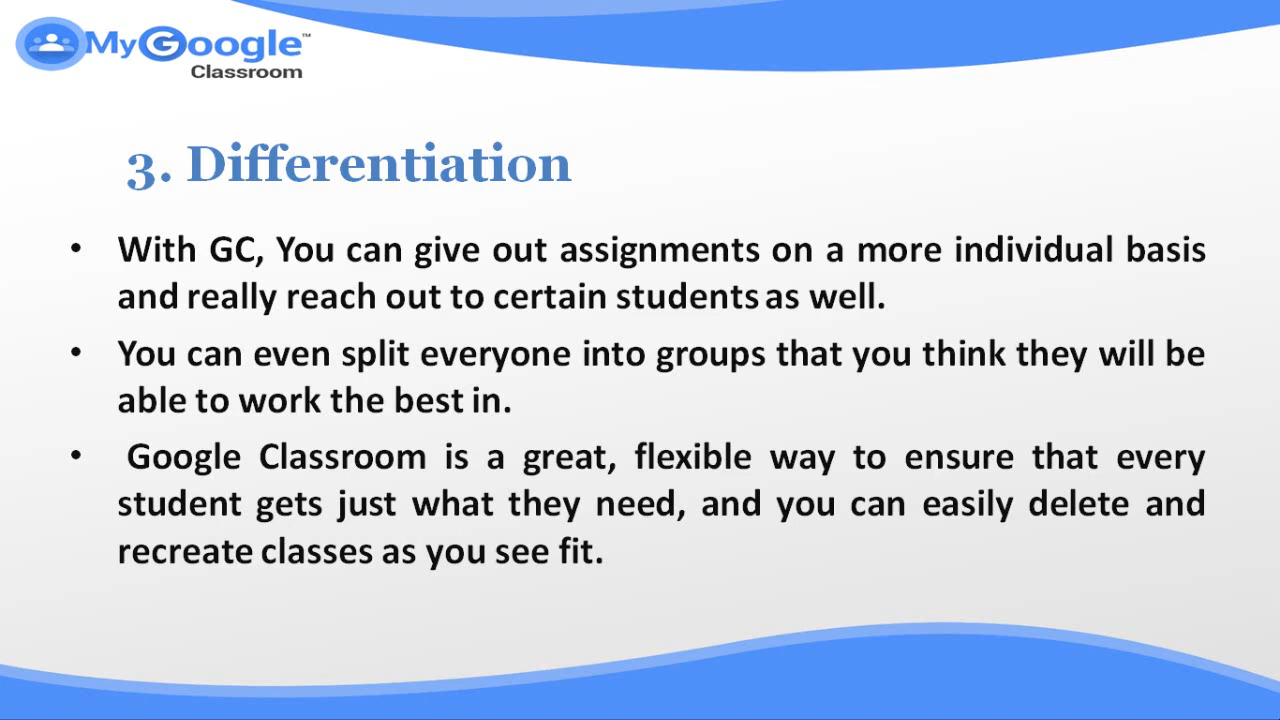 MyGoogle™
Classroom
3. Differentiation
• With GC, You can give out assignments on a more individual basis
and really reach out to certain students as well.
• You can even split everyone into groups that you think they will be
able to work the best in.
• Google Classroom is a great, flexible way to ensure that every
student gets just what they need, and you can easily delete and
recreate classes as you see fit.